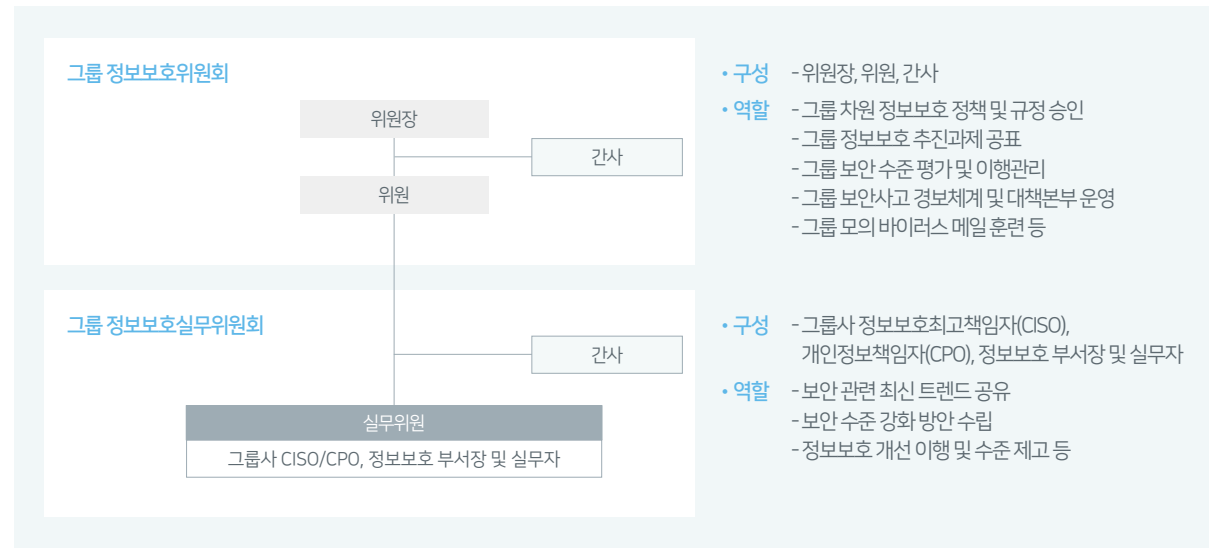 그룹 정보보호위원회
위원장
간사
위원
• 구성 - 위원장, 위원, 간사
• 역할 - 그룹 차원 정보보호 정책 및 규정 승인
- 그룹 정보보호 추진과제 공표
- 그룹 보안 수준 평가 및 이행관리
- 그룹 보안사고 경보체계 및 대책본부 운영
- 그룹 모의 바이러스 메일 훈련 등
그룹 정보보호실무위원회
간사
실무위원
그룹사 CISO/CPO, 정보보호 부서장 및 실무자
• 구성 - 그룹사 정보보호최고책임자(CISO),
개인정보책임자(CPO), 정보보호 부서장 및 실무자
• 역할 - 보안 관련 최신 트렌드 공유
- 보안 수준 강화 방안 수립
- 정보보호 개선 이행 및 수준 제고 등